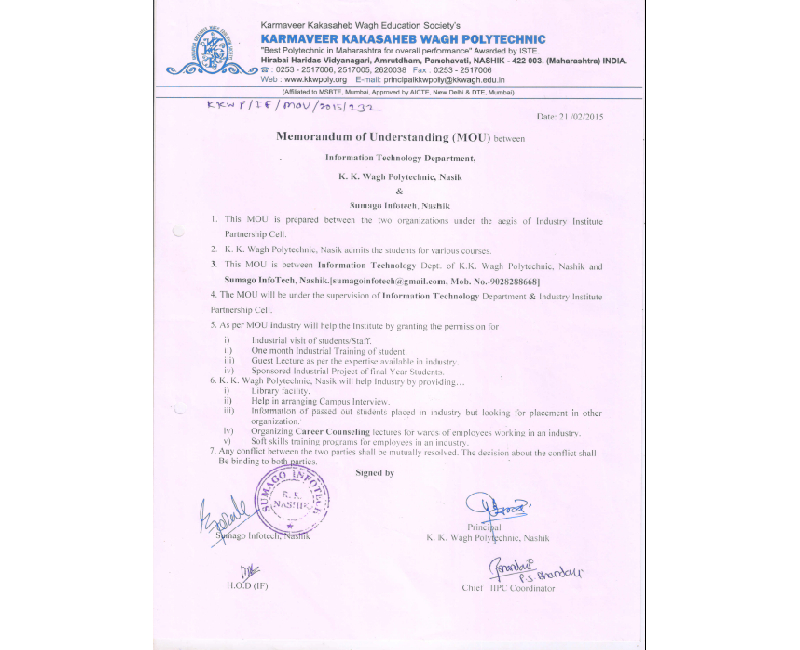 Karmaveer Kakasaheb Wagh Education Society's
KARMAVEER KAKASAHEB WAGH POLYTECHNIC
"Best Polytechnic in Maharashtra for overall performance" Awarded by ISTE.
Hirabai Haridas Vidyanagari, Amrutdham, Panchavati, NASHIK - 422 003. (Maharashtra) INDIA.
☎ : 0253 - 2517006, 2517005, 2620038 Fax : 0253 - 2517006
Web : www.kkwpoly.org E-mail: principalkkwpoly@kkwagh.edu.in
(Affiliated to MSBTE, Mumbai, Approved by AICTE, New Delhi & DTE, Mumbai)
KKWP/IF/MOU/2015/232
Date: 21/02/2015
Memorandum of Understanding (MOU) between
Information Technology Department,
K. K. Wagh Polytechnic, Nasik
&
Sumago Infotech, Nashik
1. This MOU is prepared between the two organizations under the aegis of Industry Institute
Partnership Cell.
2. K. K. Wagh Polytechnic, Nasik admits the students for various courses.
3. This MOU is between Information Technology Dept. of K.K. Wagh Polytechnic, Nashik and
Sumago InfoTech, Nashik.[sumagoinfotech@gmail.com. Mob. No.-9028288648]
4. The MOU will be under the supervision of Information Technology Department & Industry Institute
Partnership Cell.
5. As per MOU industry will help the Institute by granting the permission for
i) Industrial visit of students/Staff.
ii) One month Industrial Training of student
iii) Guest Lecture as per the expertise available in industry.
iv) Sponsored Industrial Project of final Year Students.
6. K. K. Wagh Polytechnic, Nasik will help Industry by providing…
i) Library facility.
ii) Help in arranging Campus Interview.
iii) Information of passed out students placed in industry but looking for placement in other
organization.
iv) Organizing Career Counseling lectures for wards of employees working in an industry.
v) Soft skills training programs for employees in an industry.
7. Any conflict between the two parties shall be mutually resolved. The decision about the conflict shall
Be binding to both parties.
Signed by
SUMAGO INFOTECH
NASHIK
Sumago Infotech, Nashik
Principal
K. K. Wagh Polytechnic, Nashik
P.S. Bhandari
H.O.D (IF)
Chief IIPC Coordinator